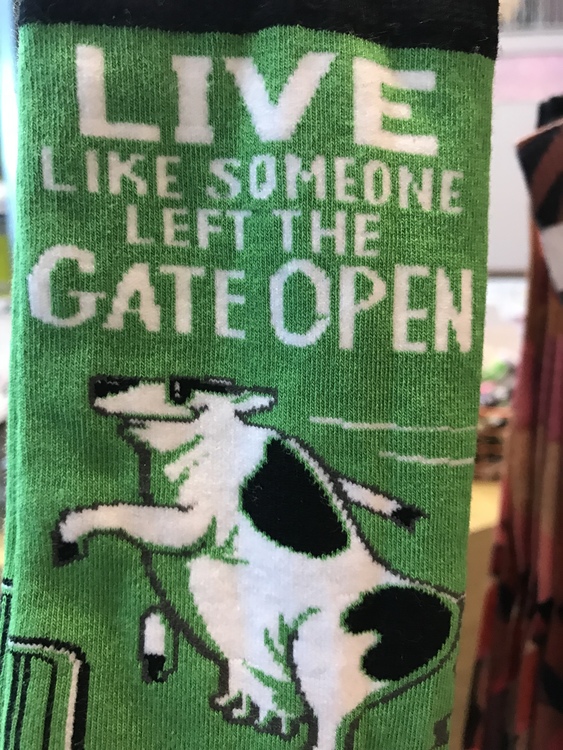 LIVE
LIKE SOMEONE
LEFT THE
GATE OPEN